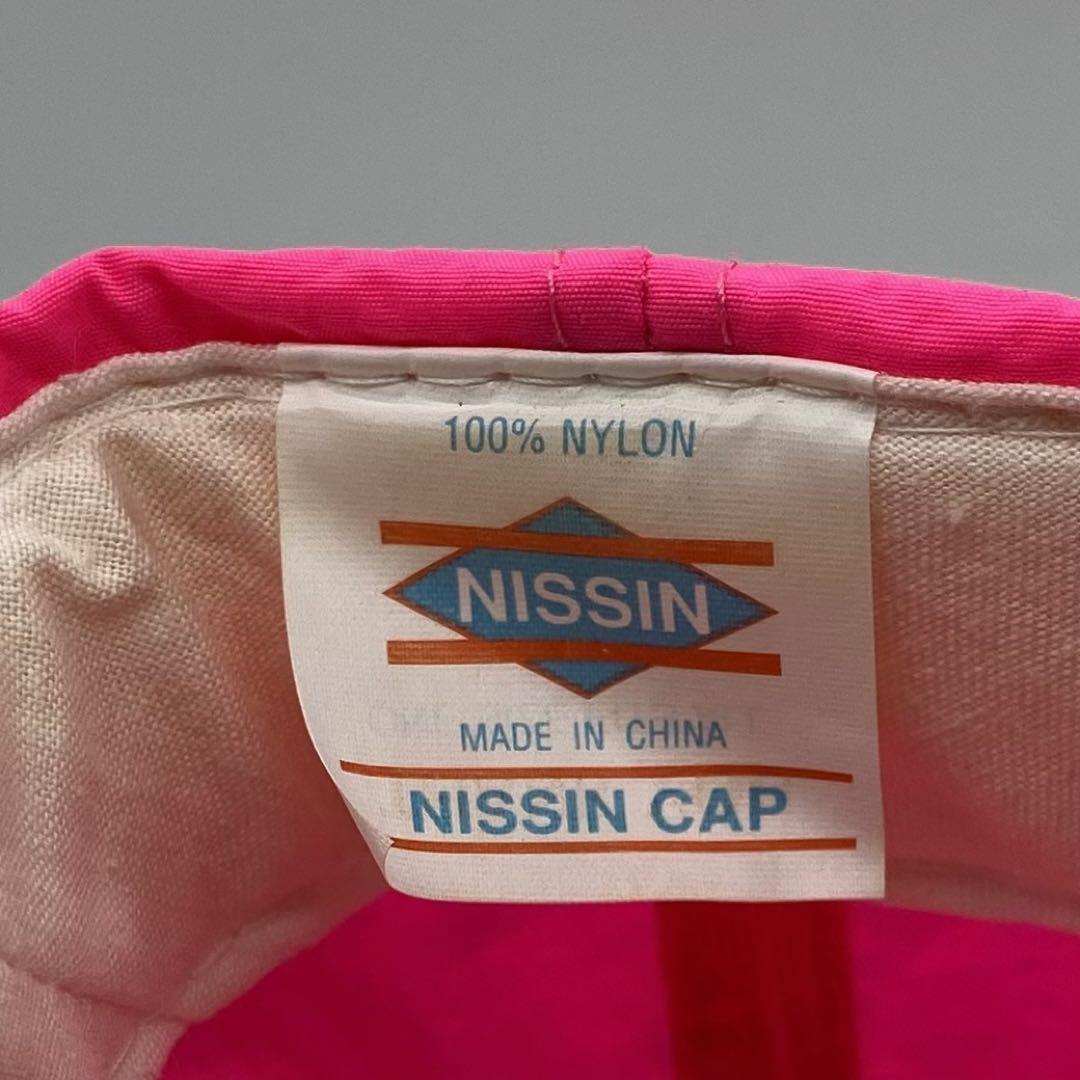 100% NYLON
NISSIN
MADE IN CHINA
NISSIN CAP